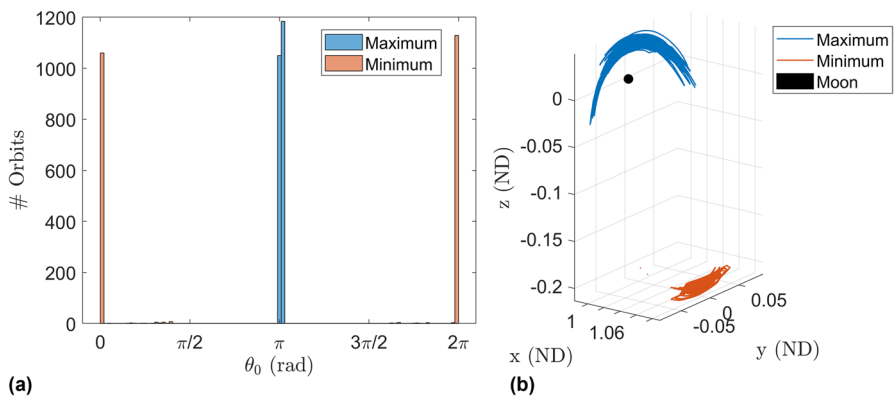 1200
1000
800
600
400
200
0
# Orbits
Maximum
Minimum
0
π/2
π
3π/2
2π
θ₀ (rad)
(a)
Maximum
Minimum
Moon
0
-0.05
-0.1
-0.15
-0.2
z (ND)
1
1.06
x (ND)
-0.05
0
0.05
y (ND)
(b)